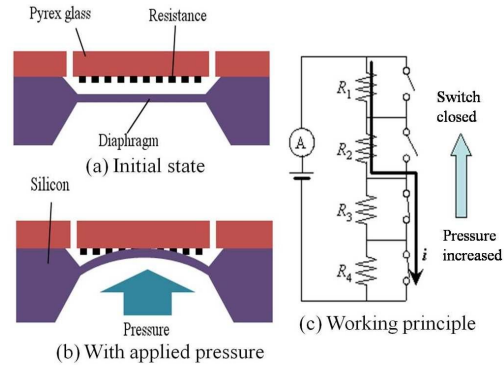 Pyrex glass
Resistance
Diaphragm
(a) Initial state
Silicon
Pressure
(b) With applied pressure
A
R1
R2
R3
R4
i
Switch
closed
Pressure
increased
(c) Working principle